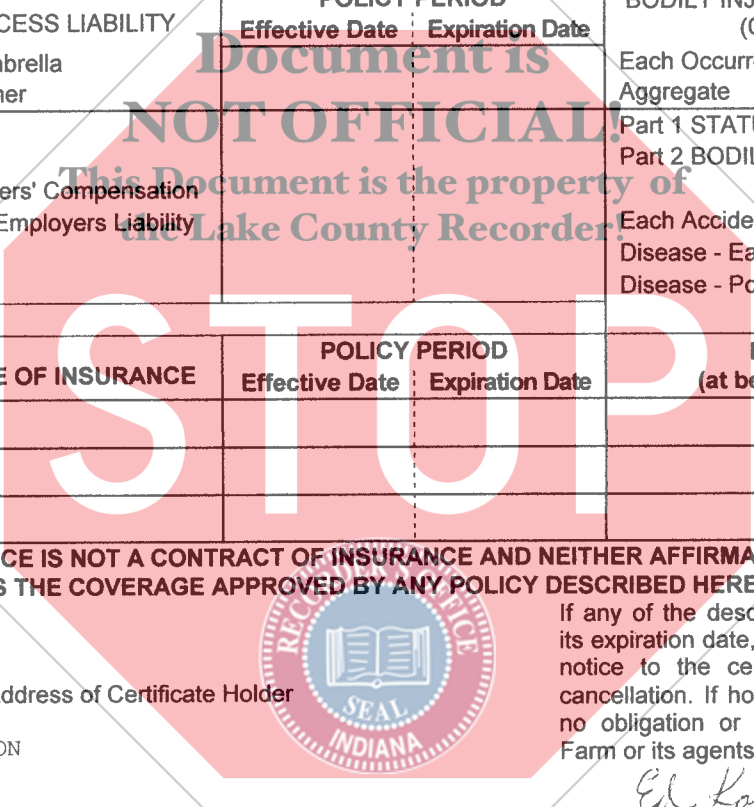 POLICY PERIOD
CESS LIABILITY
Effective Date Expiration Date
Document is
brella
Each Occurr
Aggregate
NOT OFFICIAL!
Part 1 STAT
Part 2 BODIL
This Document is the property of
ers' Compensation
Employers Liability
the Lake County Recorder!
Each Accide
Disease - Ea
Disease - Po
STOP
POLICY PERIOD
E OF INSURANCE
Effective Date Expiration Date
(at be
CE IS NOT A CONTRACT OF INSURANCE AND NEITHER AFFIRMA
S THE COVERAGE APPROVED BY ANY POLICY DESCRIBED HERE
If any of the desc
its expiration date,
notice to the ce
cancellation. If ho
no obligation or
Farm or its agents
ddress of Certificate Holder
ON
RECORDER'S OFFICE
SEAL
INDIANA